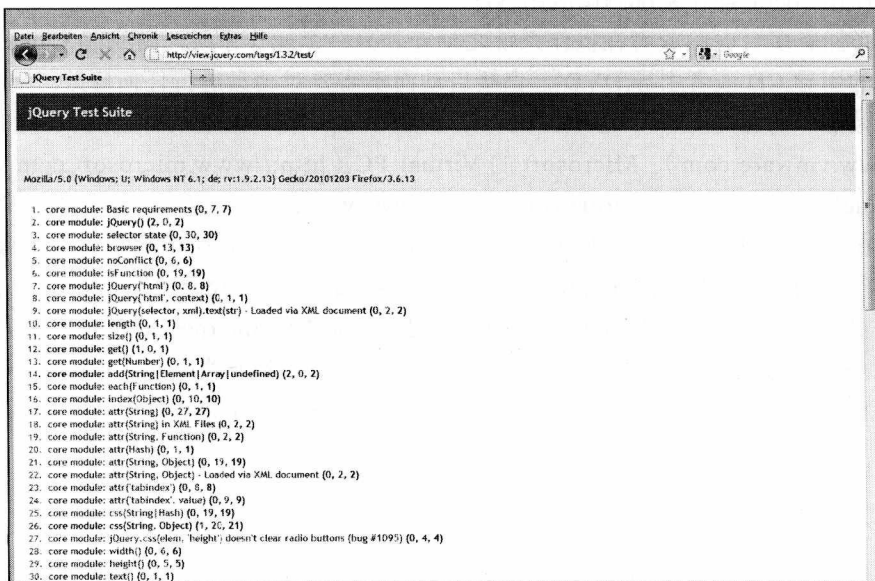 Datei Bearbeiten Ansicht Chronik Lesezeichen Extras Hilfe
http://view.jquery.com/tags/1.3.2/test/
Google
jQuery Test Suite
jQuery Test Suite
Mozilla/5.0 (Windows; U; Windows NT 6.1; de; rv:1.9.2.13) Gecko/20101203 Firefox/3.6.13
1. core module: Basic requirements (0, 7, 7)
2. core module: jQuery() (2, 0, 2)
3. core module: selector state (0, 30, 30)
4. core module: browser (0, 13, 13)
5. core module: noConflict (0, 6, 6)
6. core module: isFunction (0, 19, 19)
7. core module: jQuery('html') (0, 8, 8)
8. core module: jQuery('html', context) (0, 1, 1)
9. core module: jQuery(selector, xml).text(str) - Loaded via XML document (0, 2, 2)
10. core module: length (0, 1, 1)
11. core module: size() (0, 1, 1)
12. core module: get() (1, 0, 1)
13. core module: get(Number) (0, 1, 1)
14. core module: add(String|Element|Array|undefined) (2, 0, 2)
15. core module: each(Function) (0, 1, 1)
16. core module: index(Object) (0, 10, 10)
17. core module: attr(String) (0, 27, 27)
18. core module: attr(String) in XML Files (0, 2, 2)
19. core module: attr(String, Function) (0, 2, 2)
20. core module: attr(Hash) (0, 1, 1)
21. core module: attr(String, Object) (0, 19, 19)
22. core module: attr(String, Object) - Loaded via XML document (0, 2, 2)
23. core module: attr('tabindex') (0, 8, 8)
24. core module: attr('tabindex', value) (0, 9, 9)
25. core module: css(String|Hash) (0, 19, 19)
26. core module: css(String, Object) (1, 20, 21)
27. core module: jQuery.css(elem, 'height') doesn't clear radio buttons (bug #1095) (0, 4, 4)
28. core module: width() (0, 6, 6)
29. core module: height() (0, 5, 5)
30. core module: text() (0, 1, 1)